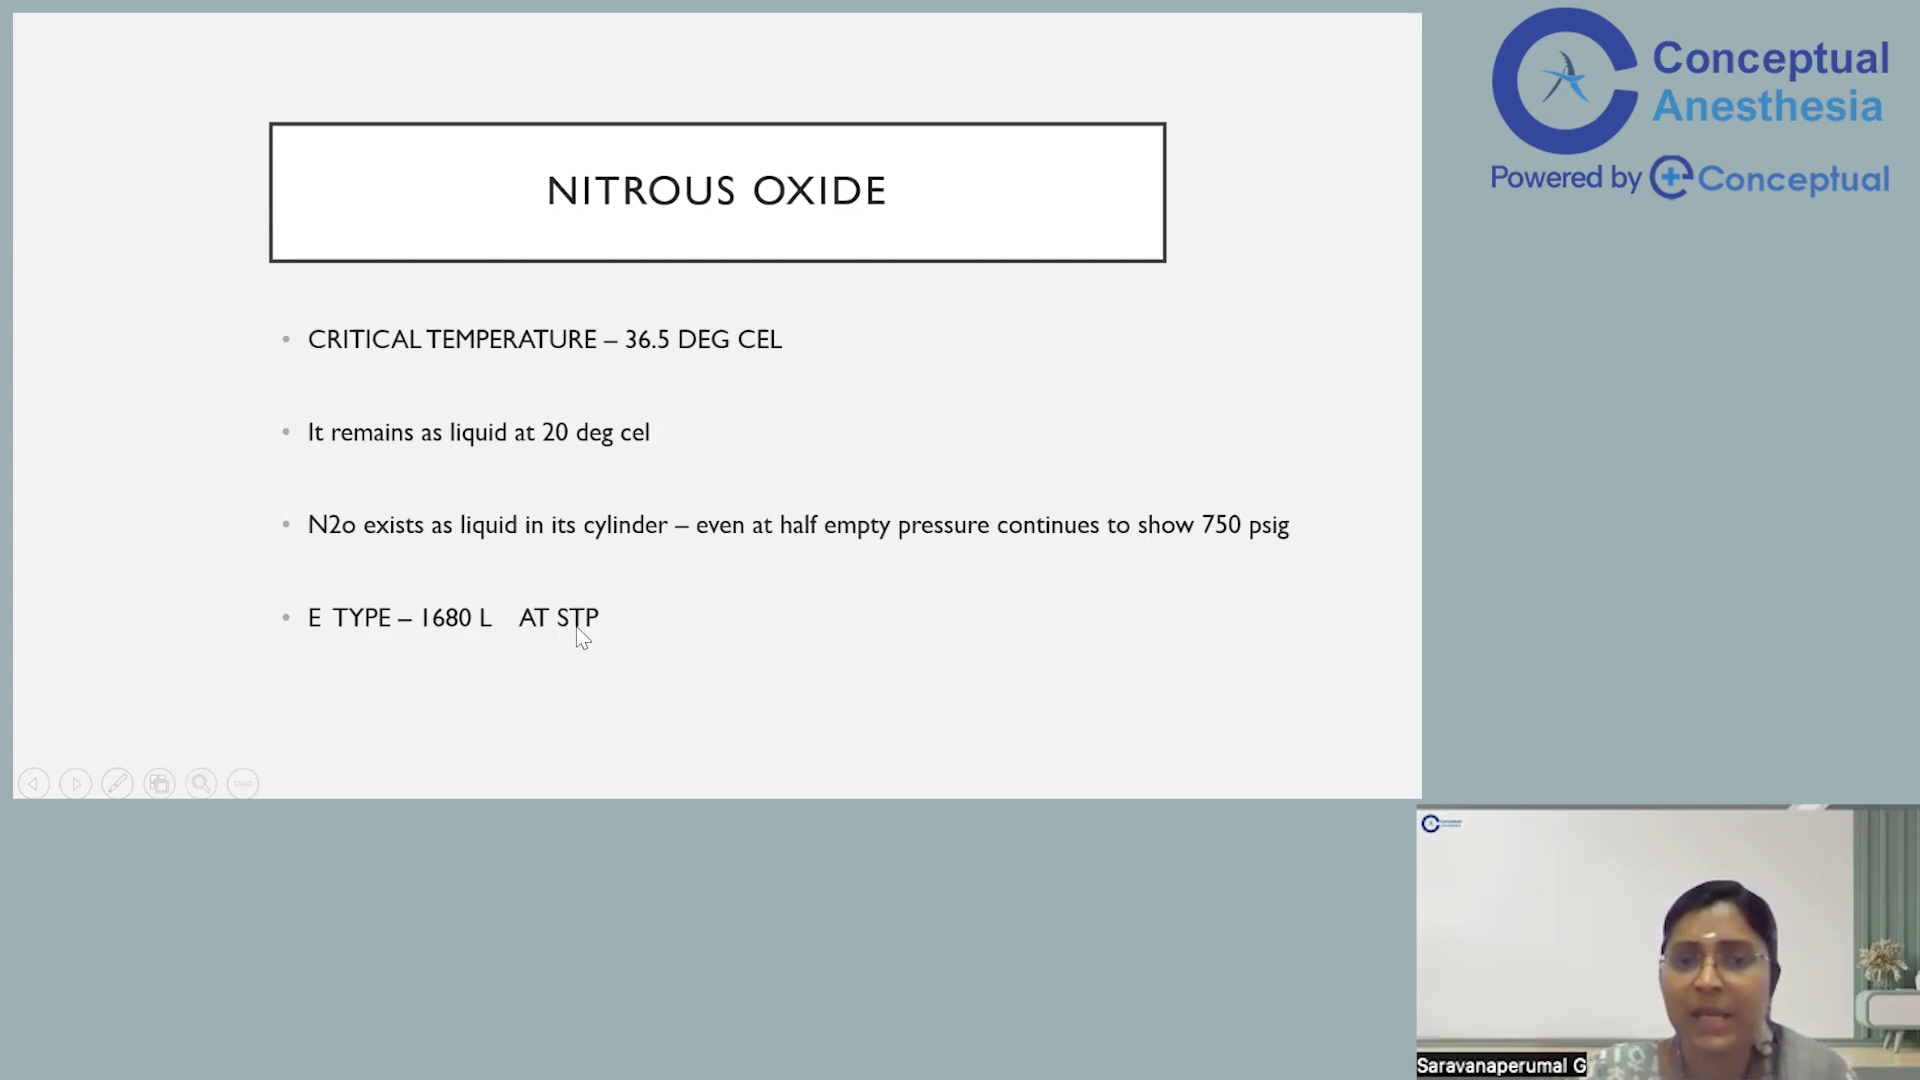 NITROUS OXIDE
• CRITICAL TEMPERATURE – 36.5 DEG CEL
• It remains as liquid at 20 deg cel
• N2o exists as liquid in its cylinder – even at half empty pressure continues to show 750 psig
• E TYPE – 1680 L AT STP
Conceptual
Anesthesia
Powered by Conceptual
Saravanaperumal G